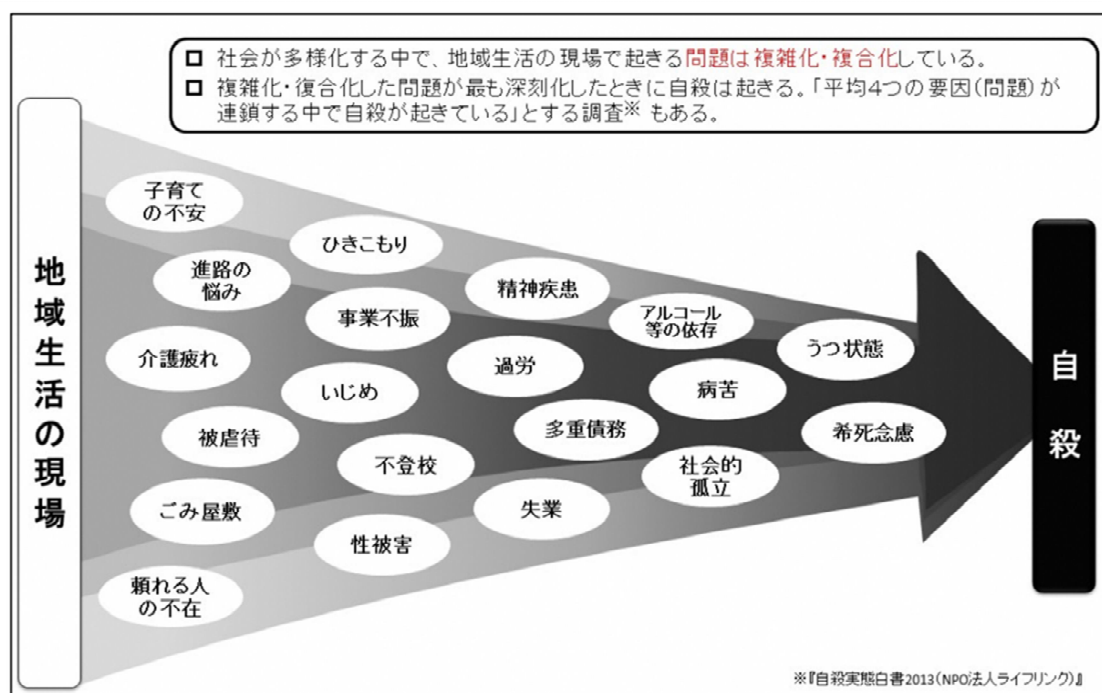 □ 社会が多様化する中で、地域生活の現場で起きる問題は複雑化・複合化している。
□ 複雑化・復合化した問題が最も深刻化したときに自殺は起きる。「平均4つの要因(問題)が
連鎖する中で自殺が起きている」とする調査※ もある。
地域生活の現場
子育て
の不安
進路の
悩み
介護疲れ
被虐待
ごみ屋敷
頼れる人
の不在
ひきこもり
事業不振
いじめ
不登校
性被害
精神疾患
過労
多重債務
失業
アルコール
等の依存
病苦
社会的
孤立
うつ状態
希死念慮
自殺
※『自殺実態白書2013(NPO法人ライフリンク)』